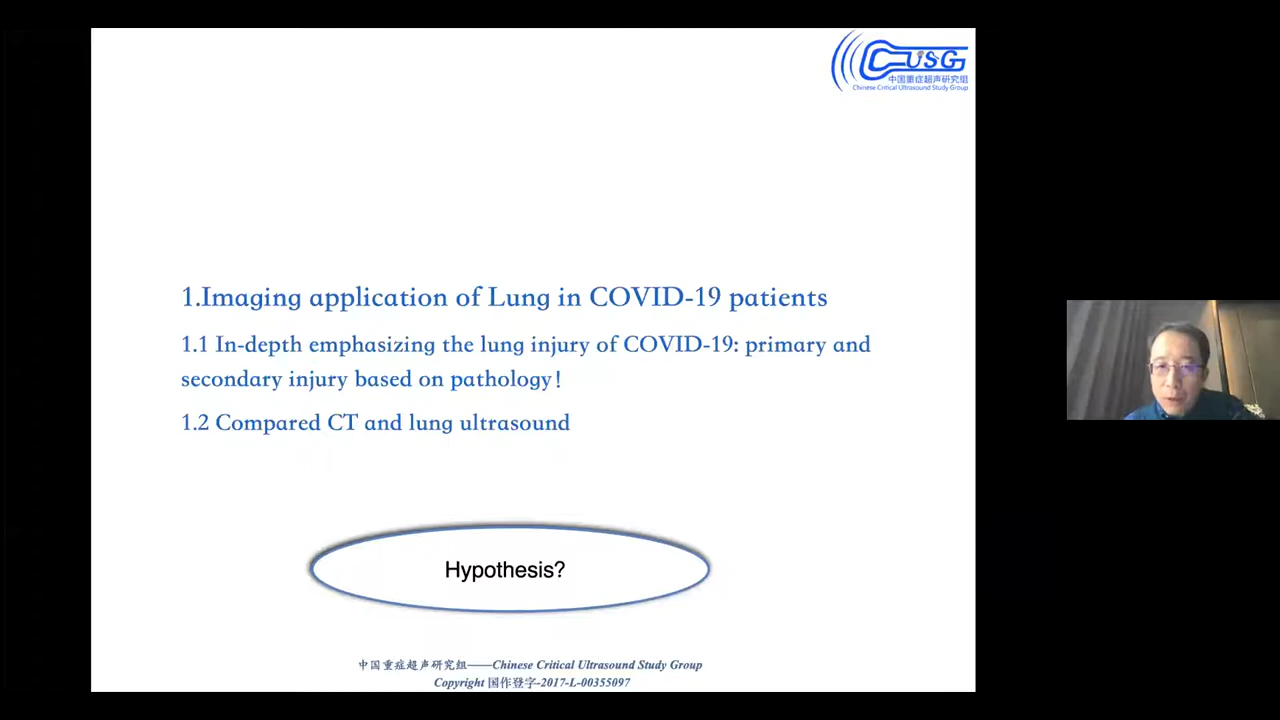 CUSG
中国重症超声研究组
Chinese Critical Ultrasound Study Group
1.Imaging application of Lung in COVID-19 patients
1.1 In-depth emphasizing the lung injury of COVID-19: primary and
secondary injury based on pathology!
1.2 Compared CT and lung ultrasound
Hypothesis?
中国重症超声研究组——Chinese Critical Ultrasound Study Group
Copyright 国作登字-2017-L-00355097